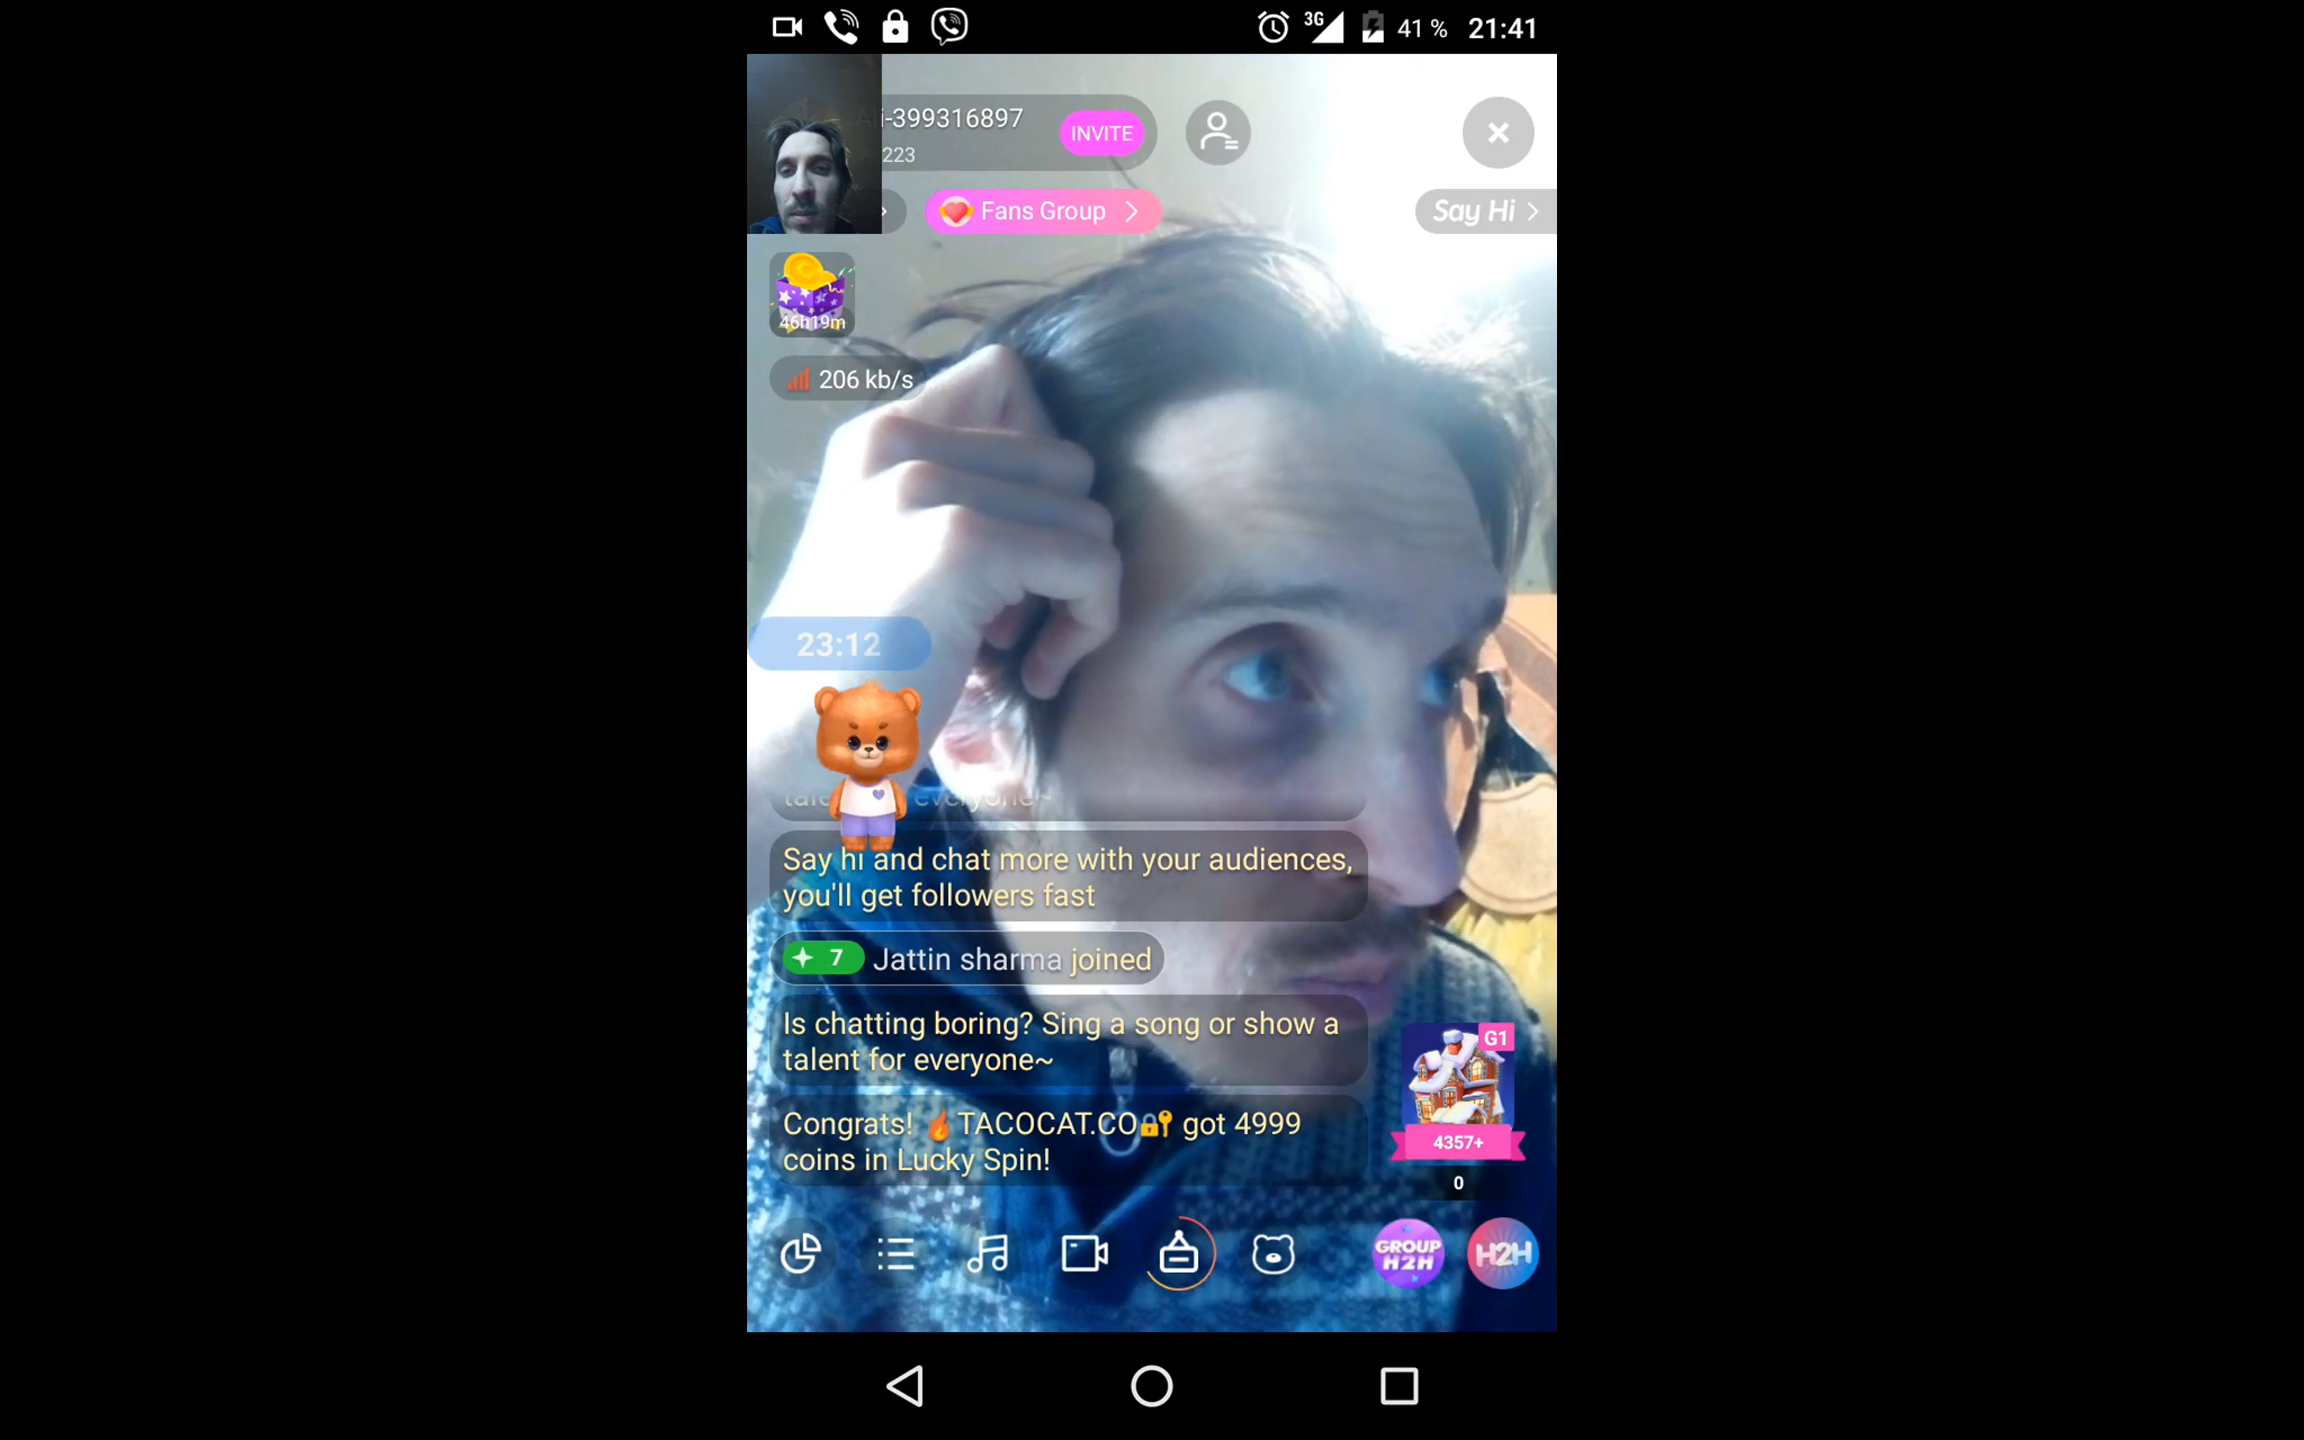 3G
41 %
21:41
i-399316897
INVITE
223
Fans Group
Say Hi
46h19m
206 kb/s
23:12
everyone~
Say hi and chat more with your audiences,
you'll get followers fast
7
Jattin sharma joined
Is chatting boring? Sing a song or show a
talent for everyone~
Congrats! 🔥TACOCAT.CO🔐 got 4999
coins in Lucky Spin!
G1
4357+
0
GROUP
H2H
H2H